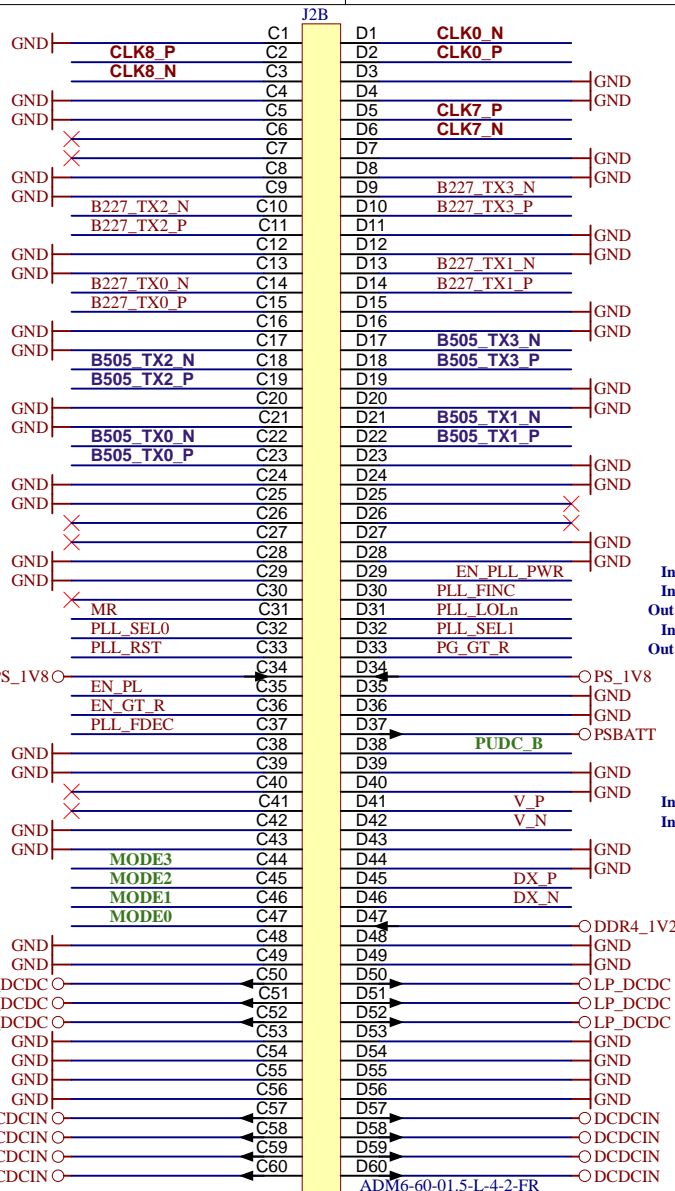 J2B
GND C1 D1 CLK0_N
CLK8_P C2 D2 CLK0_P
CLK8_N C3 D3 GND
GND C4 D4 GND
GND C5 D5 CLK7_P
C6 D6 CLK7_N
C7 D7 GND
GND C8 D8 GND
GND C9 D9 B227_TX3_N
B227_TX2_N C10 D10 B227_TX3_P
B227_TX2_P C11 D11 GND
GND C12 D12 GND
GND C13 D13 B227_TX1_N
B227_TX0_N C14 D14 B227_TX1_P
B227_TX0_P C15 D15 GND
GND C16 D16 GND
GND C17 D17 B505_TX3_N
B505_TX2_N C18 D18 B505_TX3_P
B505_TX2_P C19 D19 GND
GND C20 D20 GND
GND C21 D21 B505_TX1_N
B505_TX0_N C22 D22 B505_TX1_P
B505_TX0_P C23 D23 GND
GND C24 D24 GND
GND C25 D25
C26 D26
C27 D27 GND
GND C28 D28 GND
GND C29 D29 EN_PLL_PWR In
C30 D30 PLL_FINC In
MR C31 D31 PLL_LOLn Out
PLL_SEL0 C32 D32 PLL_SEL1 In
PLL_RST C33 D33 PG_GT_R Out
PS_1V8 C34 D34 PS_1V8
EN_PL C35 D35 GND
EN_GT_R C36 D36 GND
PLL_FDEC C37 D37 PSBATT
GND C38 D38 PUDC_B
GND C39 D39 GND
C40 D40 GND
C41 D41 V_P In
GND C42 D42 V_N In
GND C43 D43 GND
MODE3 C44 D44 GND
MODE2 C45 D45 DX_P
MODE1 C46 D46 DX_N
MODE0 C47 D47 DDR4_1V2
GND C48 D48 GND
GND C49 D49 GND
DCDC C50 D50 LP_DCDC
DCDC C51 D51 LP_DCDC
DCDC C52 D52 LP_DCDC
GND C53 D53 GND
GND C54 D54 GND
GND C55 D55 GND
GND C56 D56 GND
CDCIN C57 D57 DCDCIN
CDCIN C58 D58 DCDCIN
CDCIN C59 D59 DCDCIN
CDCIN C60 D60 DCDCIN
ADM6-60-01.5-L-4-2-FR